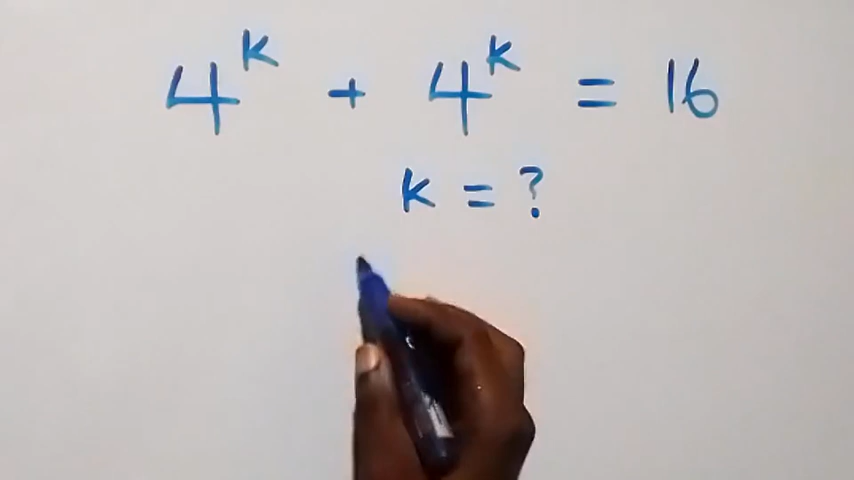 4^k + 4^k = 16
k = ?